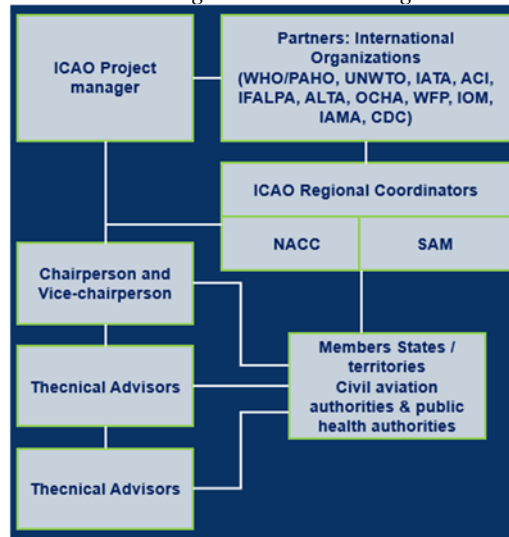 ICAO Project
manager
Partners: International
Organizations
(WHO/PAHO, UNWTO, IATA, ACI,
IFALPA, ALTA, OCHA, WFP, IOM,
IAMA, CDC)
ICAO Regional Coordinators
NACC
SAM
Chairperson and
Vice-chairperson
Members States /
territories
Civil aviation
authorities & public
health authorities
Thecnical Advisors
Thecnical Advisors